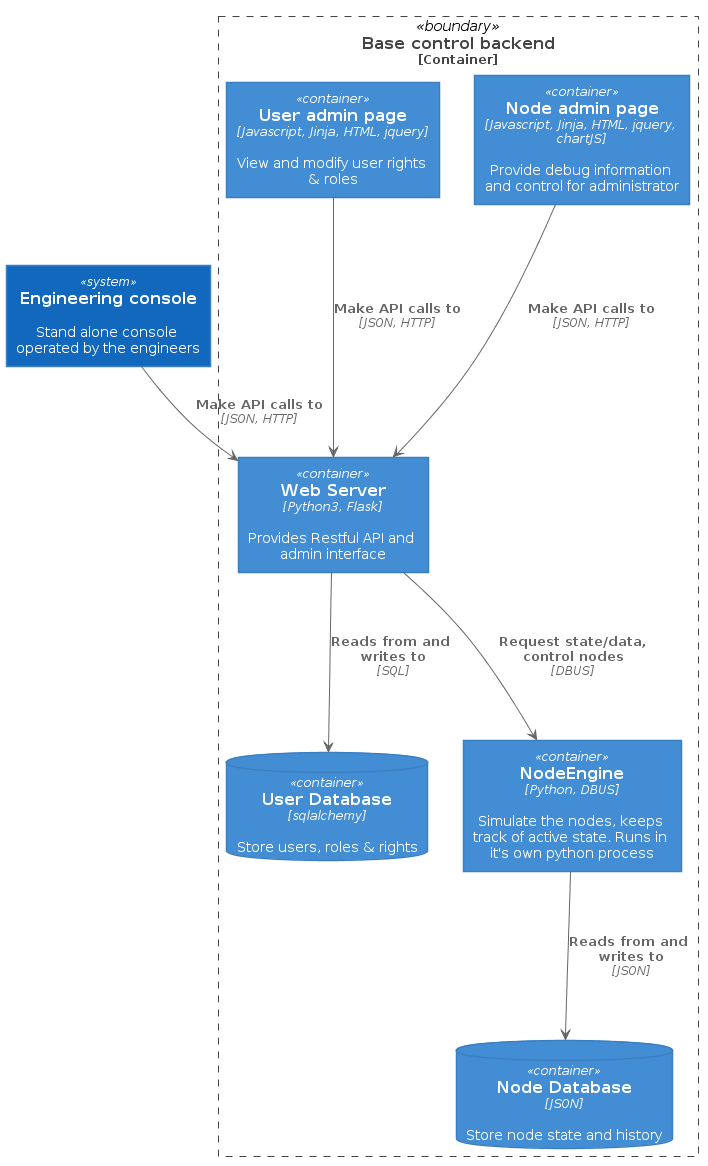 «boundary»
Base control backend
[Container]
«container»
User admin page
[Javascript, Jinja, HTML, jquery]
View and modify user rights
& roles
«container»
Node admin page
[Javascript, Jinja, HTML, jquery,
chartJS]
Provide debug information
and control for administrator
«system»
Engineering console
Stand alone console
operated by the engineers
Make API calls to
[JSON, HTTP]
Make API calls to
[JSON, HTTP]
Make API calls to
[JSON, HTTP]
«container»
Web Server
[Python3, Flask]
Provides Restful API and
admin interface
Reads from and
writes to
[SQL]
Request state/data,
control nodes
[DBUS]
«container»
User Database
[sqlalchemy]
Store users, roles & rights
«container»
NodeEngine
[Python, DBUS]
Simulate the nodes, keeps
track of active state. Runs in
it's own python process
Reads from and
writes to
[JSON]
«container»
Node Database
[JSON]
Store node state and history